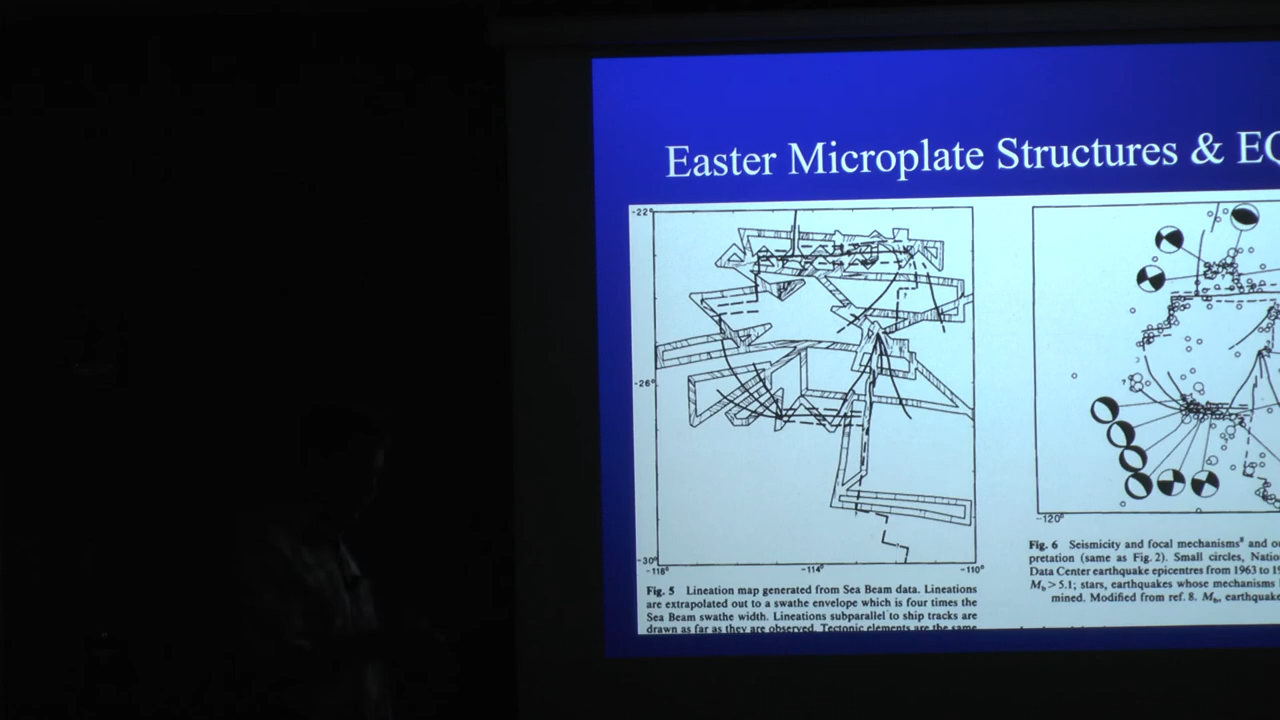 Easter Microplate Structures & EQ
-22°
-26°
-30°
-118°
-114°
-110°
-120°
Fig. 5 Lineation map generated from Sea Beam data. Lineations
are extrapolated out to a swathe envelope which is four times the
Sea Beam swathe width. Lineations subparallel to ship tracks are
drawn as far as they are observed. Tectonic elements are the same
Fig. 6 Seismicity and focal mechanisms⁸ and
pretation (same as Fig. 2). Small circles,
Data Center earthquake epicentres from 1963 to
Mb > 5.1; stars, earthquakes whose mechanisms
mined. Modified from ref. 8. Mb, earthquake